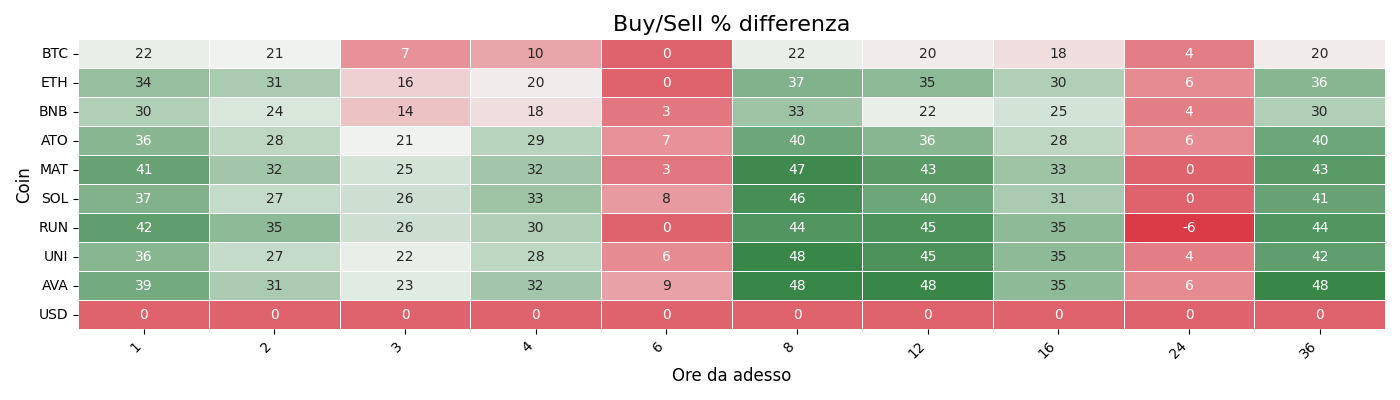 Buy/Sell % differenza
Coin
BTC 22 21 7 10 0 22 20 18 4 20
ETH 34 31 16 20 0 37 35 30 6 36
BNB 30 24 14 18 3 33 22 25 4 30
ATO 36 28 21 29 7 40 36 28 6 40
MAT 41 32 25 32 3 47 43 33 0 43
SOL 37 27 26 33 8 46 40 31 0 41
RUN 42 35 26 30 0 44 45 35 -6 44
UNI 36 27 22 28 6 48 45 35 4 42
AVA 39 31 23 32 9 48 48 35 6 48
USD 0 0 0 0 0 0 0 0 0 0
1 2 3 4 6 8 12 16 24 36
Ore da adesso